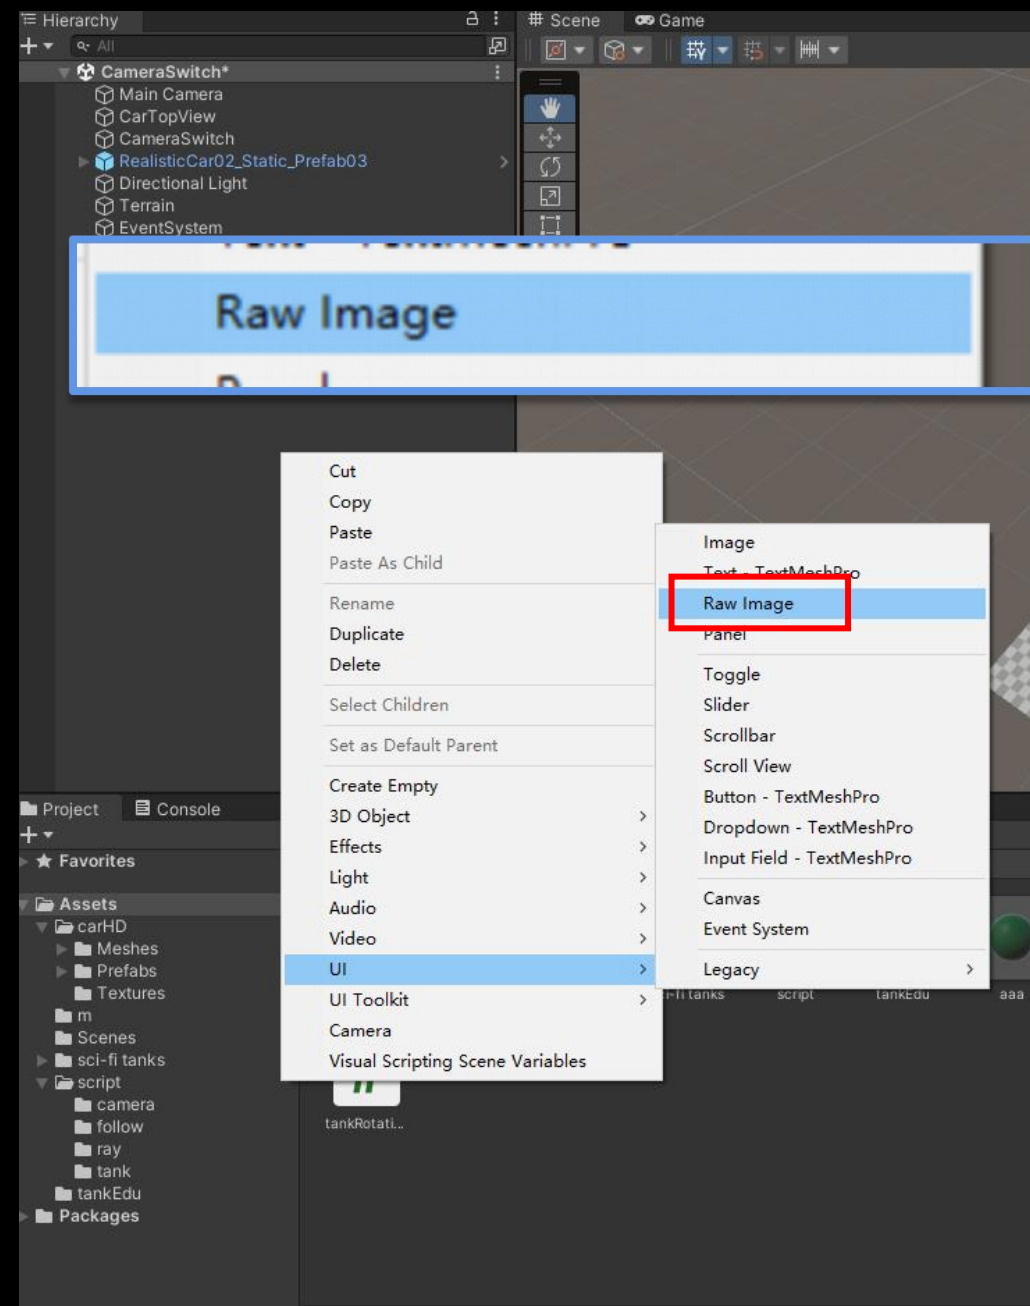 Hierarchy
Scene
Game
All
CameraSwitch*
Main Camera
CarTopView
CameraSwitch
RealisticCar02_Static_Prefab03
Directional Light
Terrain
EventSystem
Raw Image
Cut
Copy
Paste
Paste As Child
Rename
Duplicate
Delete
Select Children
Set as Default Parent
Create Empty
3D Object
Effects
Light
Audio
Video
UI
UI Toolkit
Camera
Visual Scripting Scene Variables
Image
Text - TextMeshPro
Raw Image
Panel
Toggle
Slider
Scrollbar
Scroll View
Button - TextMeshPro
Dropdown - TextMeshPro
Input Field - TextMeshPro
Canvas
Event System
Legacy
Project
Console
Favorites
Assets
carHD
Meshes
Prefabs
Textures
m
Scenes
sci-fi tanks
script
camera
follow
ray
tank
tankEdu
Packages
tanks
script
tankEdu
aaa
tankRotati...